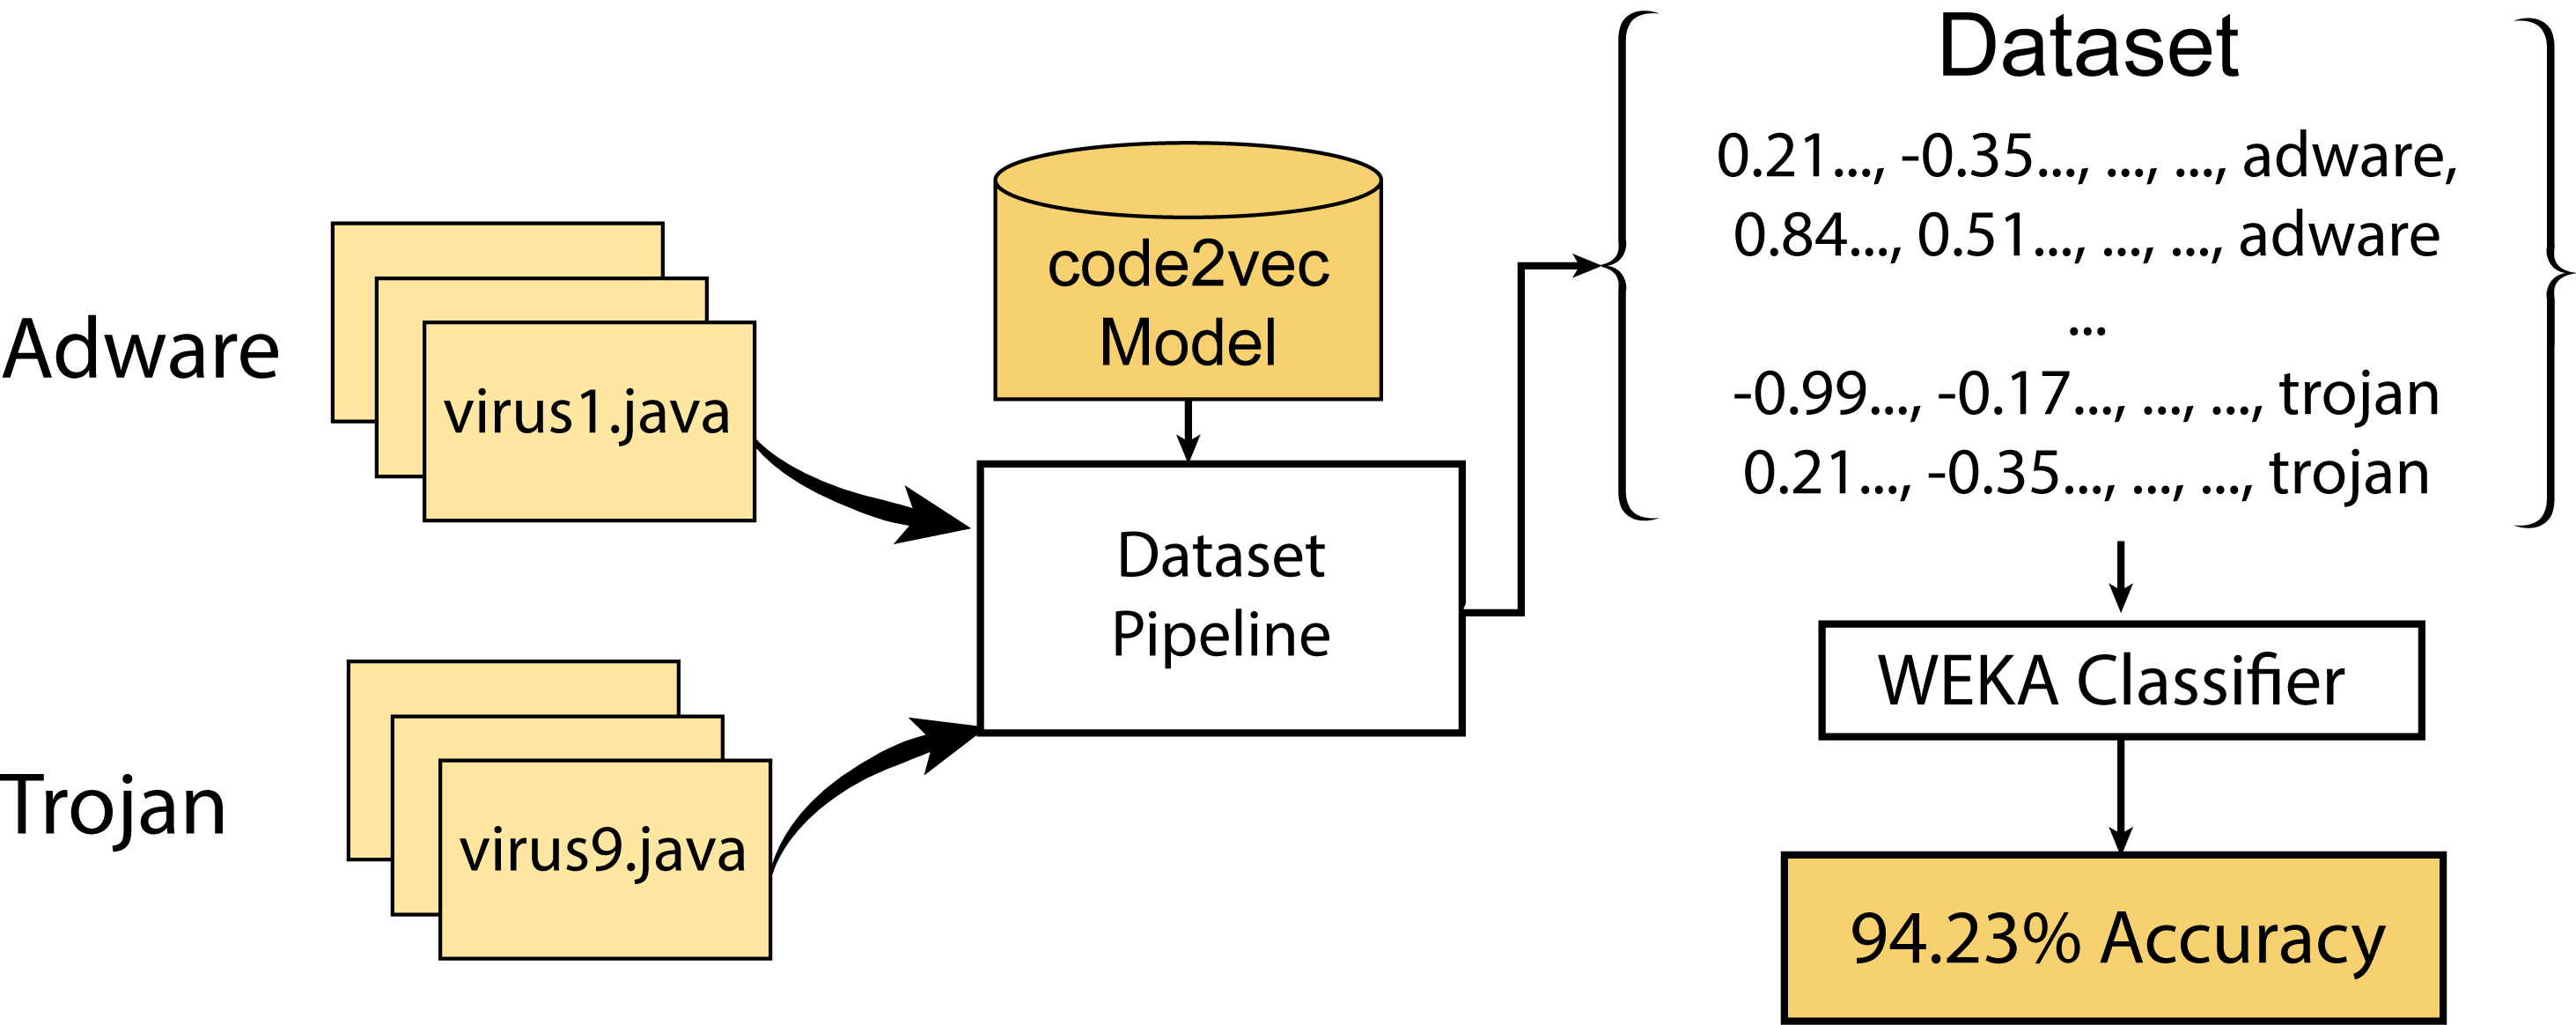 Adware
virus1.java
Trojan
virus9.java
code2vec
Model
Dataset
Pipeline
Dataset
0.21..., -0.35..., ..., ..., adware,
0.84..., 0.51..., ..., ..., adware
...
-0.99..., -0.17..., ..., ..., trojan
0.21..., -0.35..., ..., ..., trojan
WEKA Classifier
94.23% Accuracy